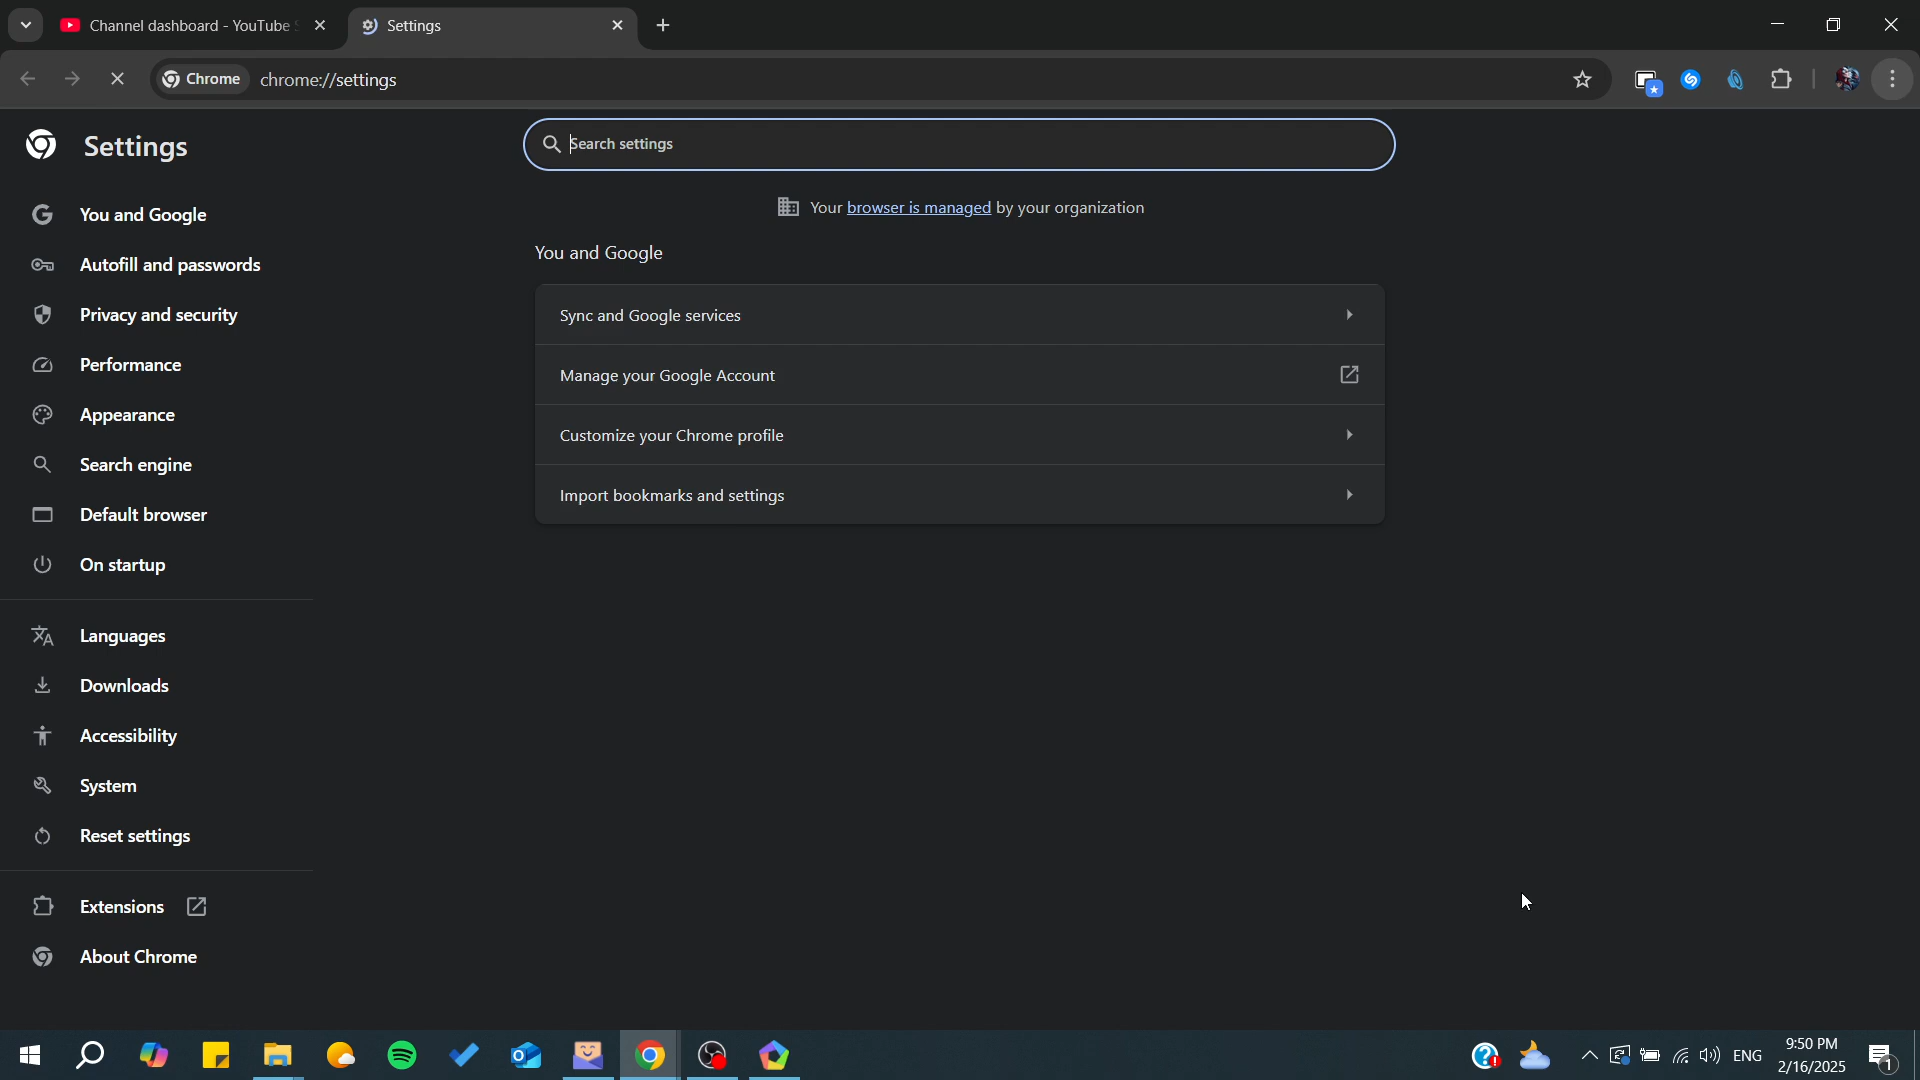 Channel dashboard - YouTube
Settings
Chrome
chrome://settings
Settings
Search settings
Your browser is managed by your organization
You and Google
Autofill and passwords
Privacy and security
Performance
Appearance
Search engine
Default browser
On startup
Languages
Downloads
Accessibility
System
Reset settings
Extensions
About Chrome
You and Google
Sync and Google services
Manage your Google Account
Customize your Chrome profile
Import bookmarks and settings
ENG
9:50 PM
2/16/2025
1